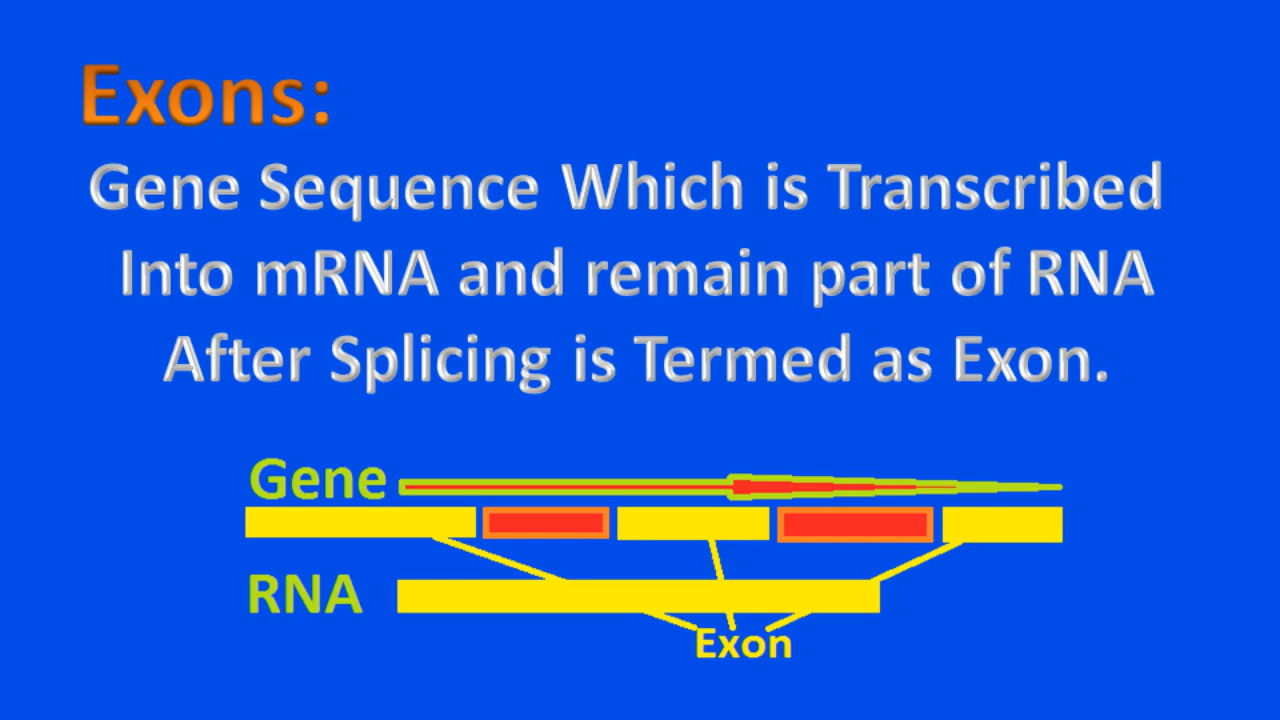 Exons:
Gene Sequence Which is Transcribed
Into mRNA and remain part of RNA
After Splicing is Termed as Exon.
Gene
RNA
Exon